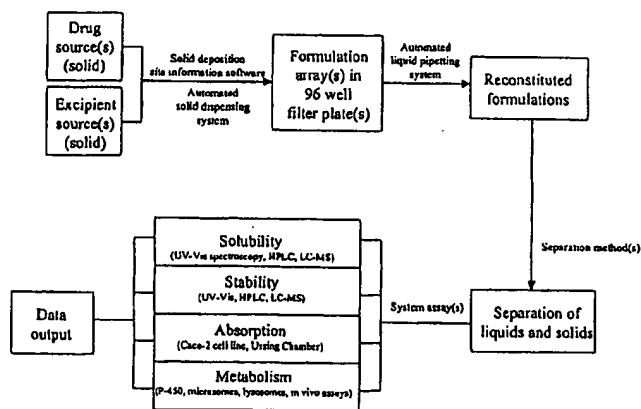 Drug
source(s)
(solid)
Excipient
source(s)
(solid)
Solid deposition
site information software
Automated
solid dispensing
system
Formulation
array(s) in
96 well
filter plate(s)
Automated
liquid pipetting
system
Reconstituted
formulations
Separation method(s)
Separation of
liquids and solids
System assay(s)
Solubility
(UV-Vis spectroscopy, HPLC, LC-MS)
Stability
(UV-Vis, HPLC, LC-MS)
Absorption
(Caco-2 cell line, Ussing Chamber)
Metabolism
(P-450, microsomes, lysosomes, in vivo assays)
Data
output